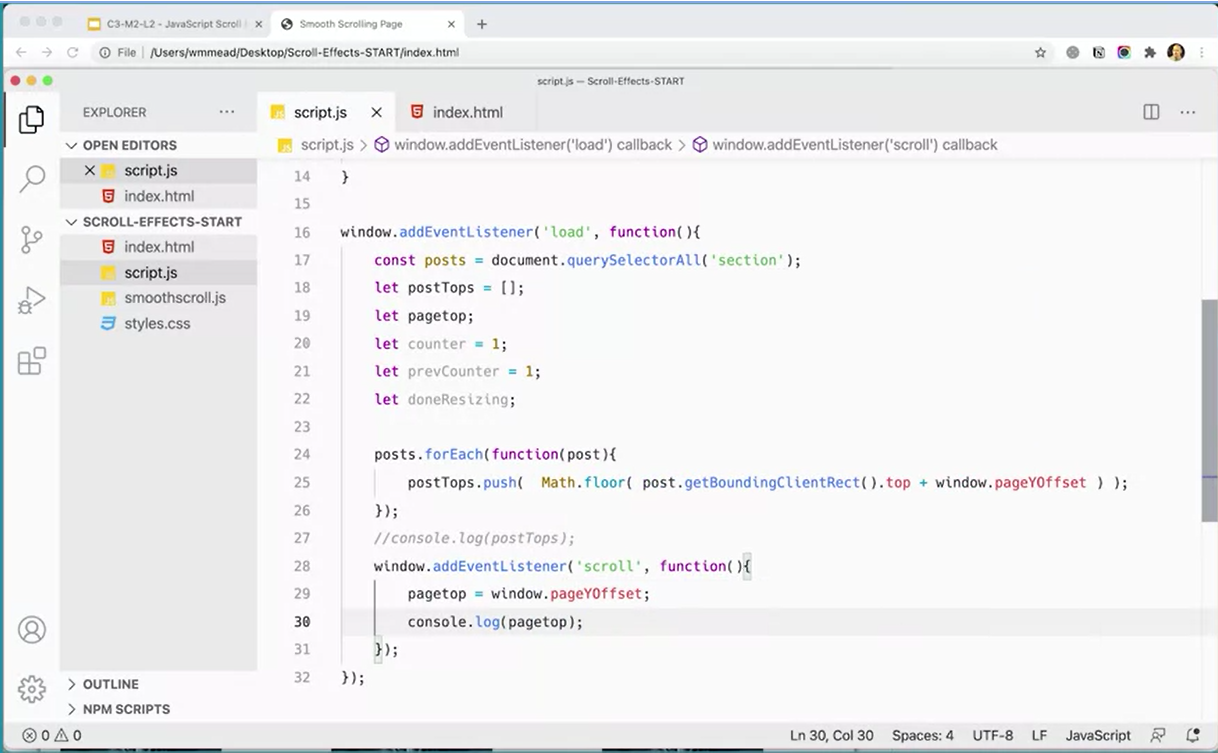 C3-M2-L2 - JavaScript Scroll
Smooth Scrolling Page
File /Users/wmmead/Desktop/Scroll-Effects-START/index.html
script.js — Scroll-Effects-START
EXPLORER
script.js
index.html
OPEN EDITORS
script.js > window.addEventListener('load') callback > window.addEventListener('scroll') callback
script.js
index.html
SCROLL-EFFECTS-START
index.html
script.js
smoothscroll.js
styles.css
14 }
15
16 window.addEventListener('load', function(){
17 const posts = document.querySelectorAll('section');
18 let postTops = [];
19 let pagetop;
20 let counter = 1;
21 let prevCounter = 1;
22 let doneResizing;
23
24 posts.forEach(function(post){
25 postTops.push(  Math.floor( post.getBoundingClientRect().top + window.pageYOffset ) );
26 });
27 //console.log(postTops);
28 window.addEventListener('scroll', function(){
29 pagetop = window.pageYOffset;
30 console.log(pagetop);
31 });
32 });
OUTLINE
NPM SCRIPTS
0 0 Ln 30, Col 30 Spaces: 4 UTF-8 LF JavaScript